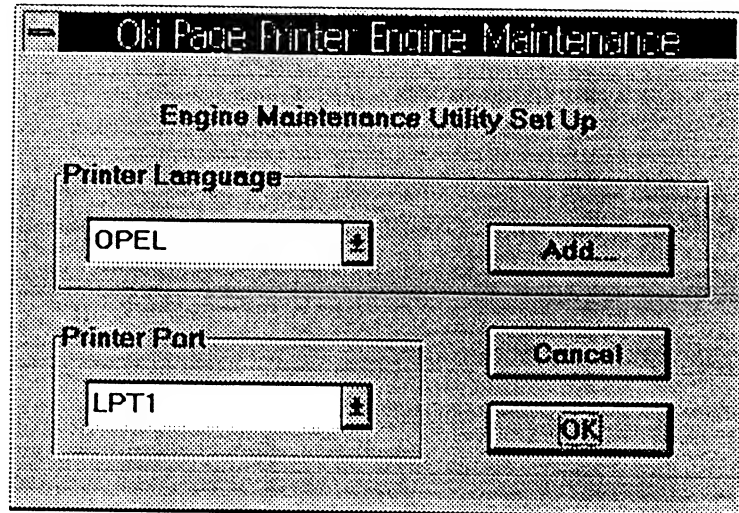 Oki Page Printer Engine Maintenance
Engine Maintenance Utility Set Up
Printer Language
OPEL
Add...
Printer Port
Cancel
LPT1
OK